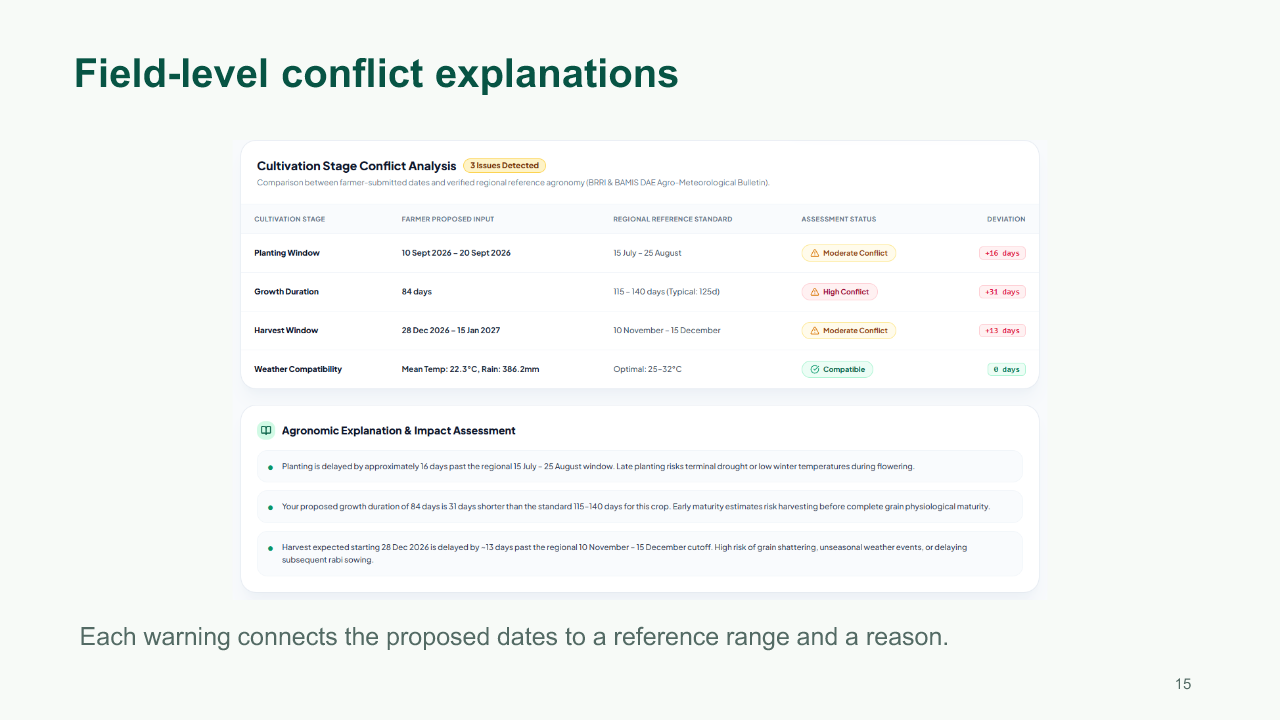 Field-level conflict explanations
Cultivation Stage Conflict Analysis 3 Issues Detected
Comparison between farmer-submitted dates and verified regional reference agronomy (BRRI & BAMIS DAE Agro-Meteorological Bulletin).
CULTIVATION STAGE FARMER PROPOSED INPUT REGIONAL REFERENCE STANDARD ASSESSMENT STATUS DEVIATION
Planting Window 10 Sept 2026 – 20 Sept 2026 15 July – 25 August Moderate Conflict +16 days
Growth Duration 84 days 115 – 140 days (Typical: 125d) High Conflict +31 days
Harvest Window 28 Dec 2026 – 15 Jan 2027 10 November – 15 December Moderate Conflict +13 days
Weather Compatibility Mean Temp: 22.3°C, Rain: 386.2mm Optimal: 25–32°C Compatible 0 days
Agronomic Explanation & Impact Assessment
Planting is delayed by approximately 16 days past the regional 15 July – 25 August window. Late planting risks terminal drought or low winter temperatures during flowering.
Your proposed growth duration of 84 days is 31 days shorter than the standard 115–140 days for this crop. Early maturity estimates risk harvesting before complete grain physiological maturity.
Harvest expected starting 28 Dec 2026 is delayed by ~13 days past the regional 10 November – 15 December cutoff. High risk of grain shattering, unseasonal weather events, or delaying
subsequent rabi sowing.
Each warning connects the proposed dates to a reference range and a reason.
15